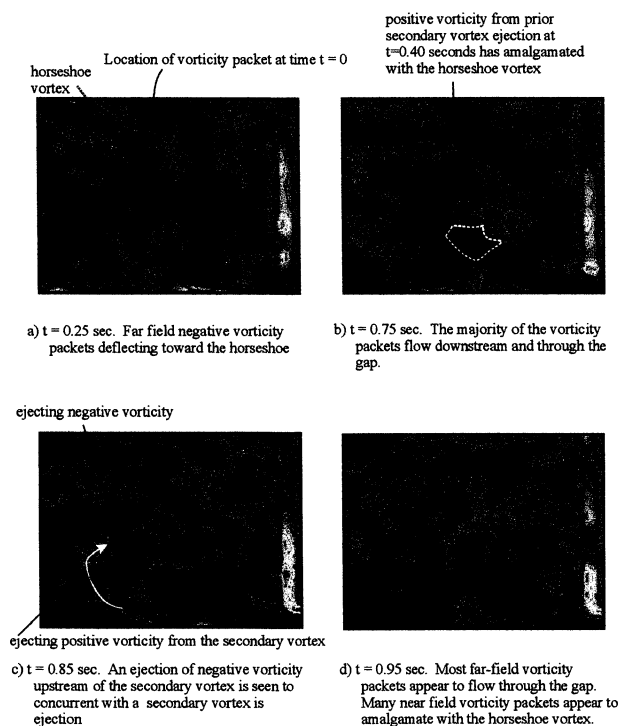 positive vorticity from prior
secondary vortex ejection at
t=0.40 seconds has amalgamated
with the horseshoe vortex
Location of vorticity packet at time t = 0
horseshoe
vortex
a) t = 0.25 sec. Far field negative vorticity
packets deflecting toward the horseshoe
b) t = 0.75 sec. The majority of the vorticity
packets flow downstream and through the
gap.
ejecting negative vorticity
ejecting positive vorticity from the secondary vortex
c) t = 0.85 sec. An ejection of negative vorticity
upstream of the secondary vortex is seen to
concurrent with a secondary vortex is
ejection
d) t = 0.95 sec. Most far-field vorticity
packets appear to flow through the gap.
Many near field vorticity packets appear to
amalgamate with the horseshoe vortex.